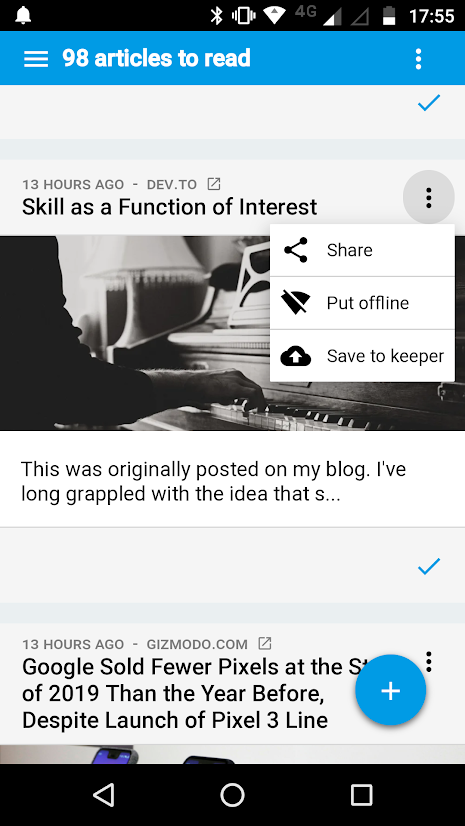 4G 17:55
98 articles to read
13 HOURS AGO - DEV.TO
Skill as a Function of Interest
Share
Put offline
Save to keeper
This was originally posted on my blog. I've
long grappled with the idea that s...
13 HOURS AGO - GIZMODO.COM
Google Sold Fewer Pixels at the
of 2019 Than the Year Before,
Despite Launch of Pixel 3 Line